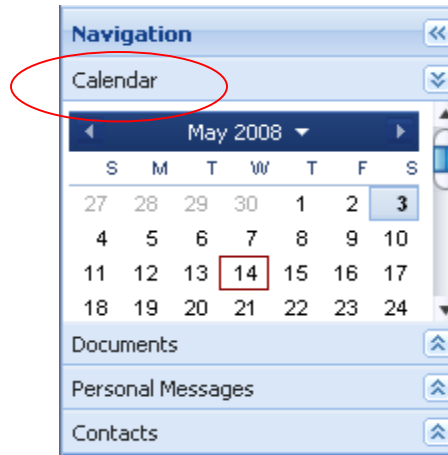 Navigation
Calendar
May 2008
S M T W T F S
27 28 29 30 1 2 3
4 5 6 7 8 9 10
11 12 13 14 15 16 17
18 19 20 21 22 23 24
Documents
Personal Messages
Contacts